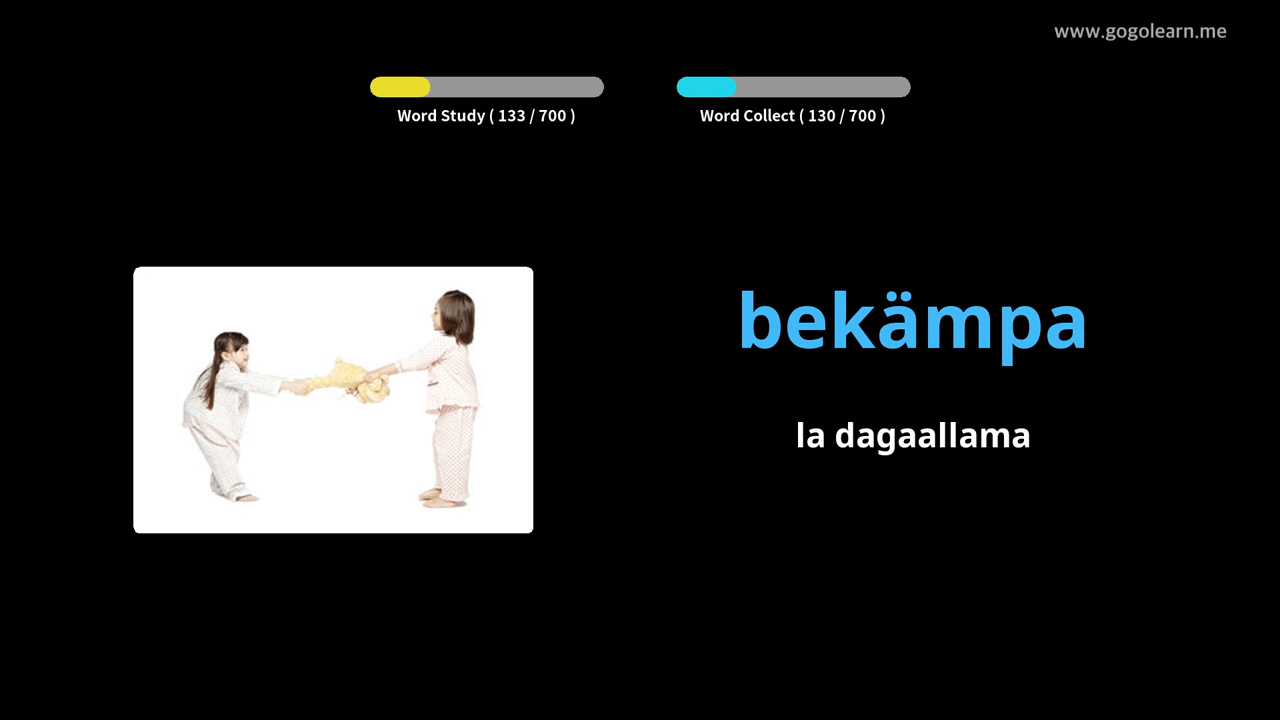 www.gogolearn.me
Word Study ( 133 / 700 )
Word Collect ( 130 / 700 )
bekämpa
la dagaallama